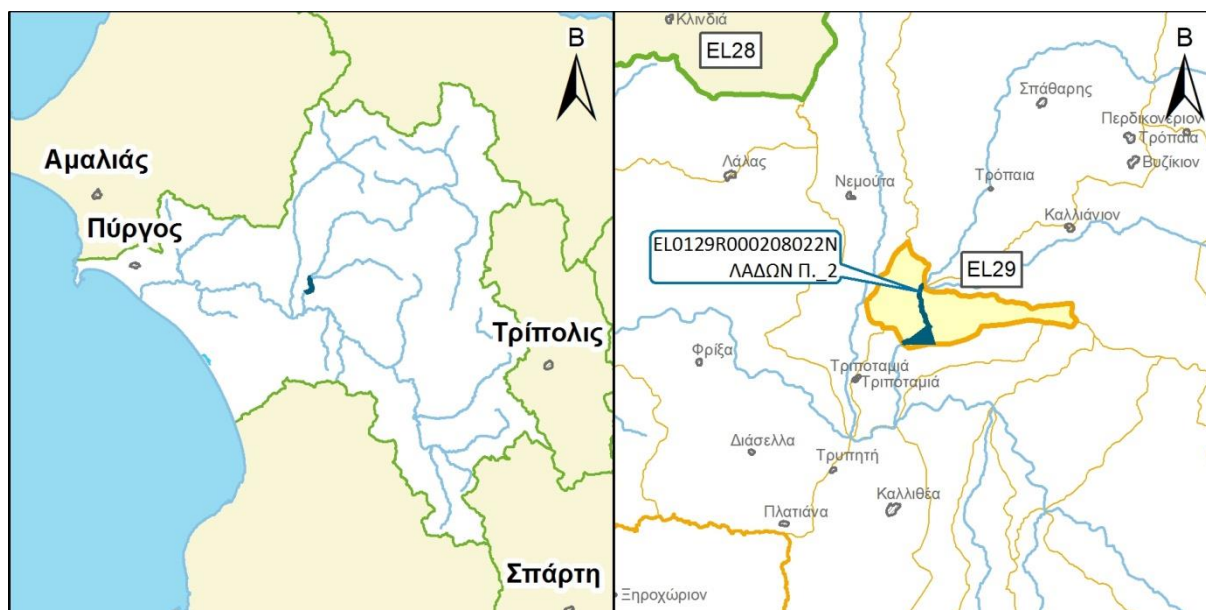 Β
Αμαλιάς
Πύργος
Τρίπολις
Σπάρτη
Κλινδιά
EL28
Β
Σπάθαρης
Περδικονέριον
Τρόπαια
Βυζίκιον
Λάλας
Νεμούτα
Τρόπαια
Καλλιάνιον
EL0129R000208022N
ΛΑΔΩΝ Π._2
EL29
Φρίξα
Τριποταμιά
Τριποταμιά
Διάσελλα
Τρυπητή
Καλλιθέα
Πλατιάνα
Ξηροχώριον